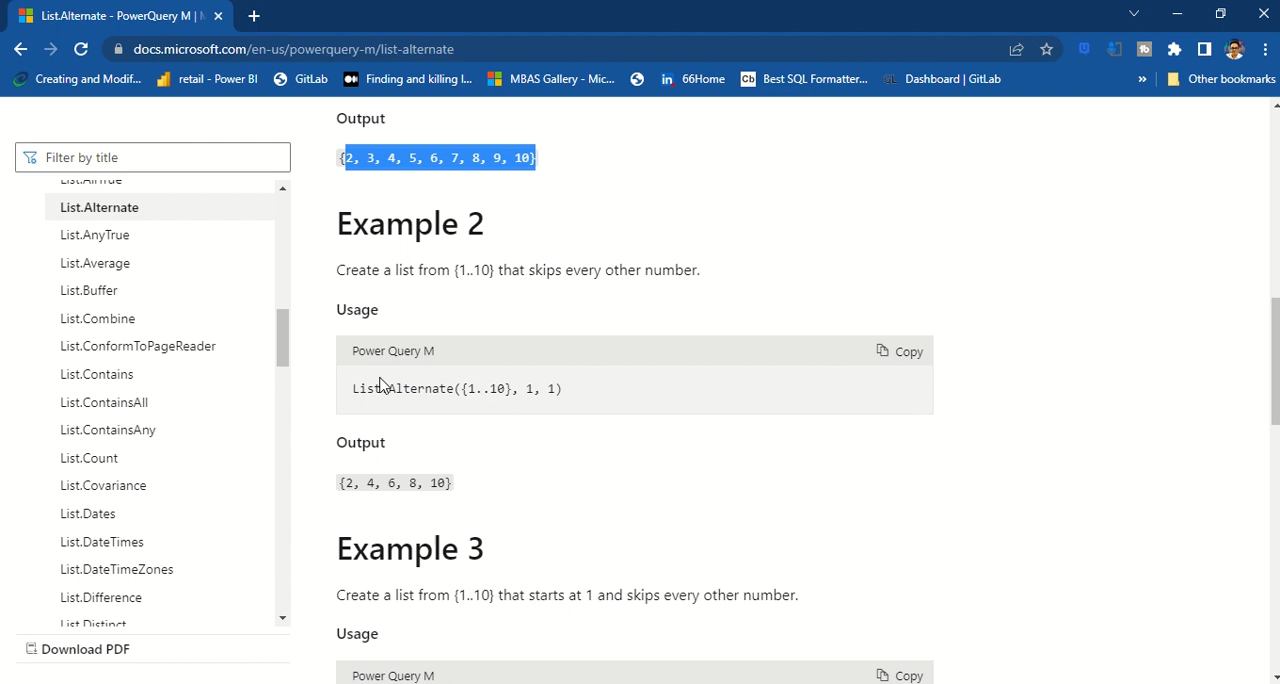 List.Alternate - PowerQuery M |
docs.microsoft.com/en-us/powerquery-m/list-alternate
Creating and Modif...
retail - Power BI
GitLab
Finding and killing l...
MBAS Gallery - Mic...
66Home
Best SQL Formatter...
Dashboard | GitLab
»
Other bookmarks
Filter by title
List.AllTrue
List.Alternate
List.AnyTrue
List.Average
List.Buffer
List.Combine
List.ConformToPageReader
List.Contains
List.ContainsAll
List.ContainsAny
List.Count
List.Covariance
List.Dates
List.DateTimes
List.DateTimeZones
List.Difference
List.Distinct
Download PDF
Output
{2, 3, 4, 5, 6, 7, 8, 9, 10}
Example 2
Create a list from {1..10} that skips every other number.
Usage
Power Query M
Copy
List.Alternate({1..10}, 1, 1)
Output
{2, 4, 6, 8, 10}
Example 3
Create a list from {1..10} that starts at 1 and skips every other number.
Usage
Power Query M
Copy